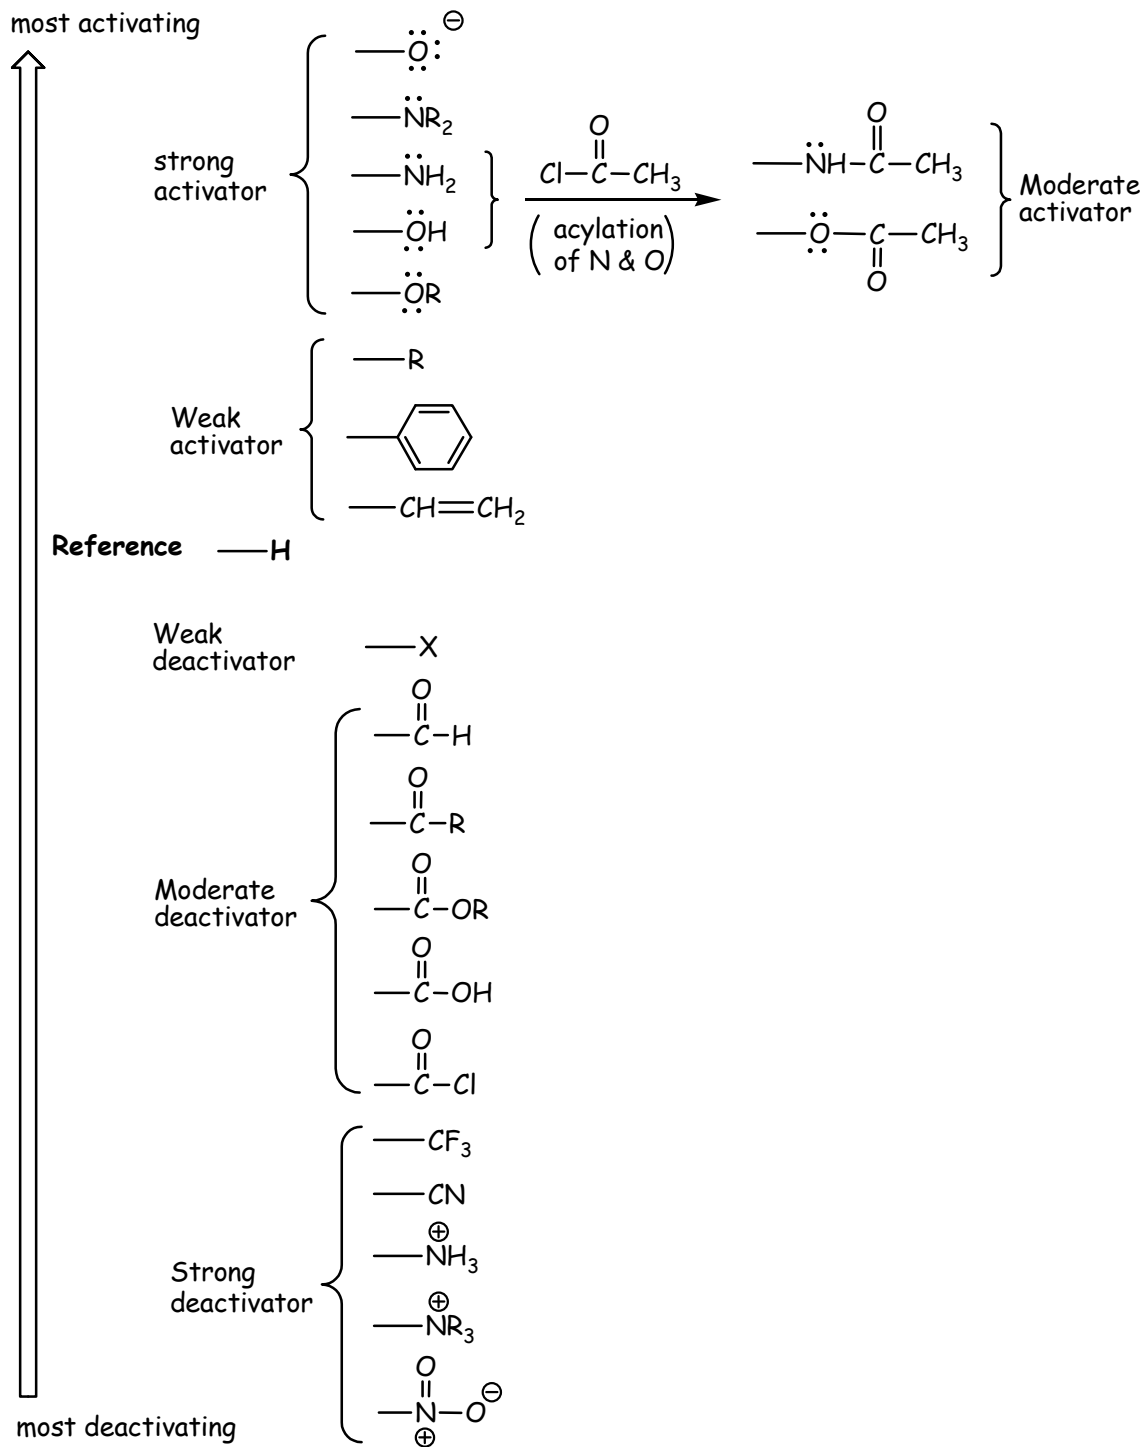 most activating
—Ö:⊖
—NR₂
strong
activator
—NH₂
—OH
—OR
O
Cl—C—CH₃
(acylation
of N & O)
O
—NH—C—CH₃
—O—C—CH₃
O
Moderate
activator
—R
Weak
activator
—CH=CH₂
Reference —H
Weak
deactivator
—X
O
—C—H
O
—C—R
O
Moderate
deactivator
—C—OR
O
—C—OH
O
—C—Cl
—CF₃
—CN
⊕
—NH₃
Strong
deactivator
⊕
—NR₃
O
—N—O⊖
⊕
most deactivating